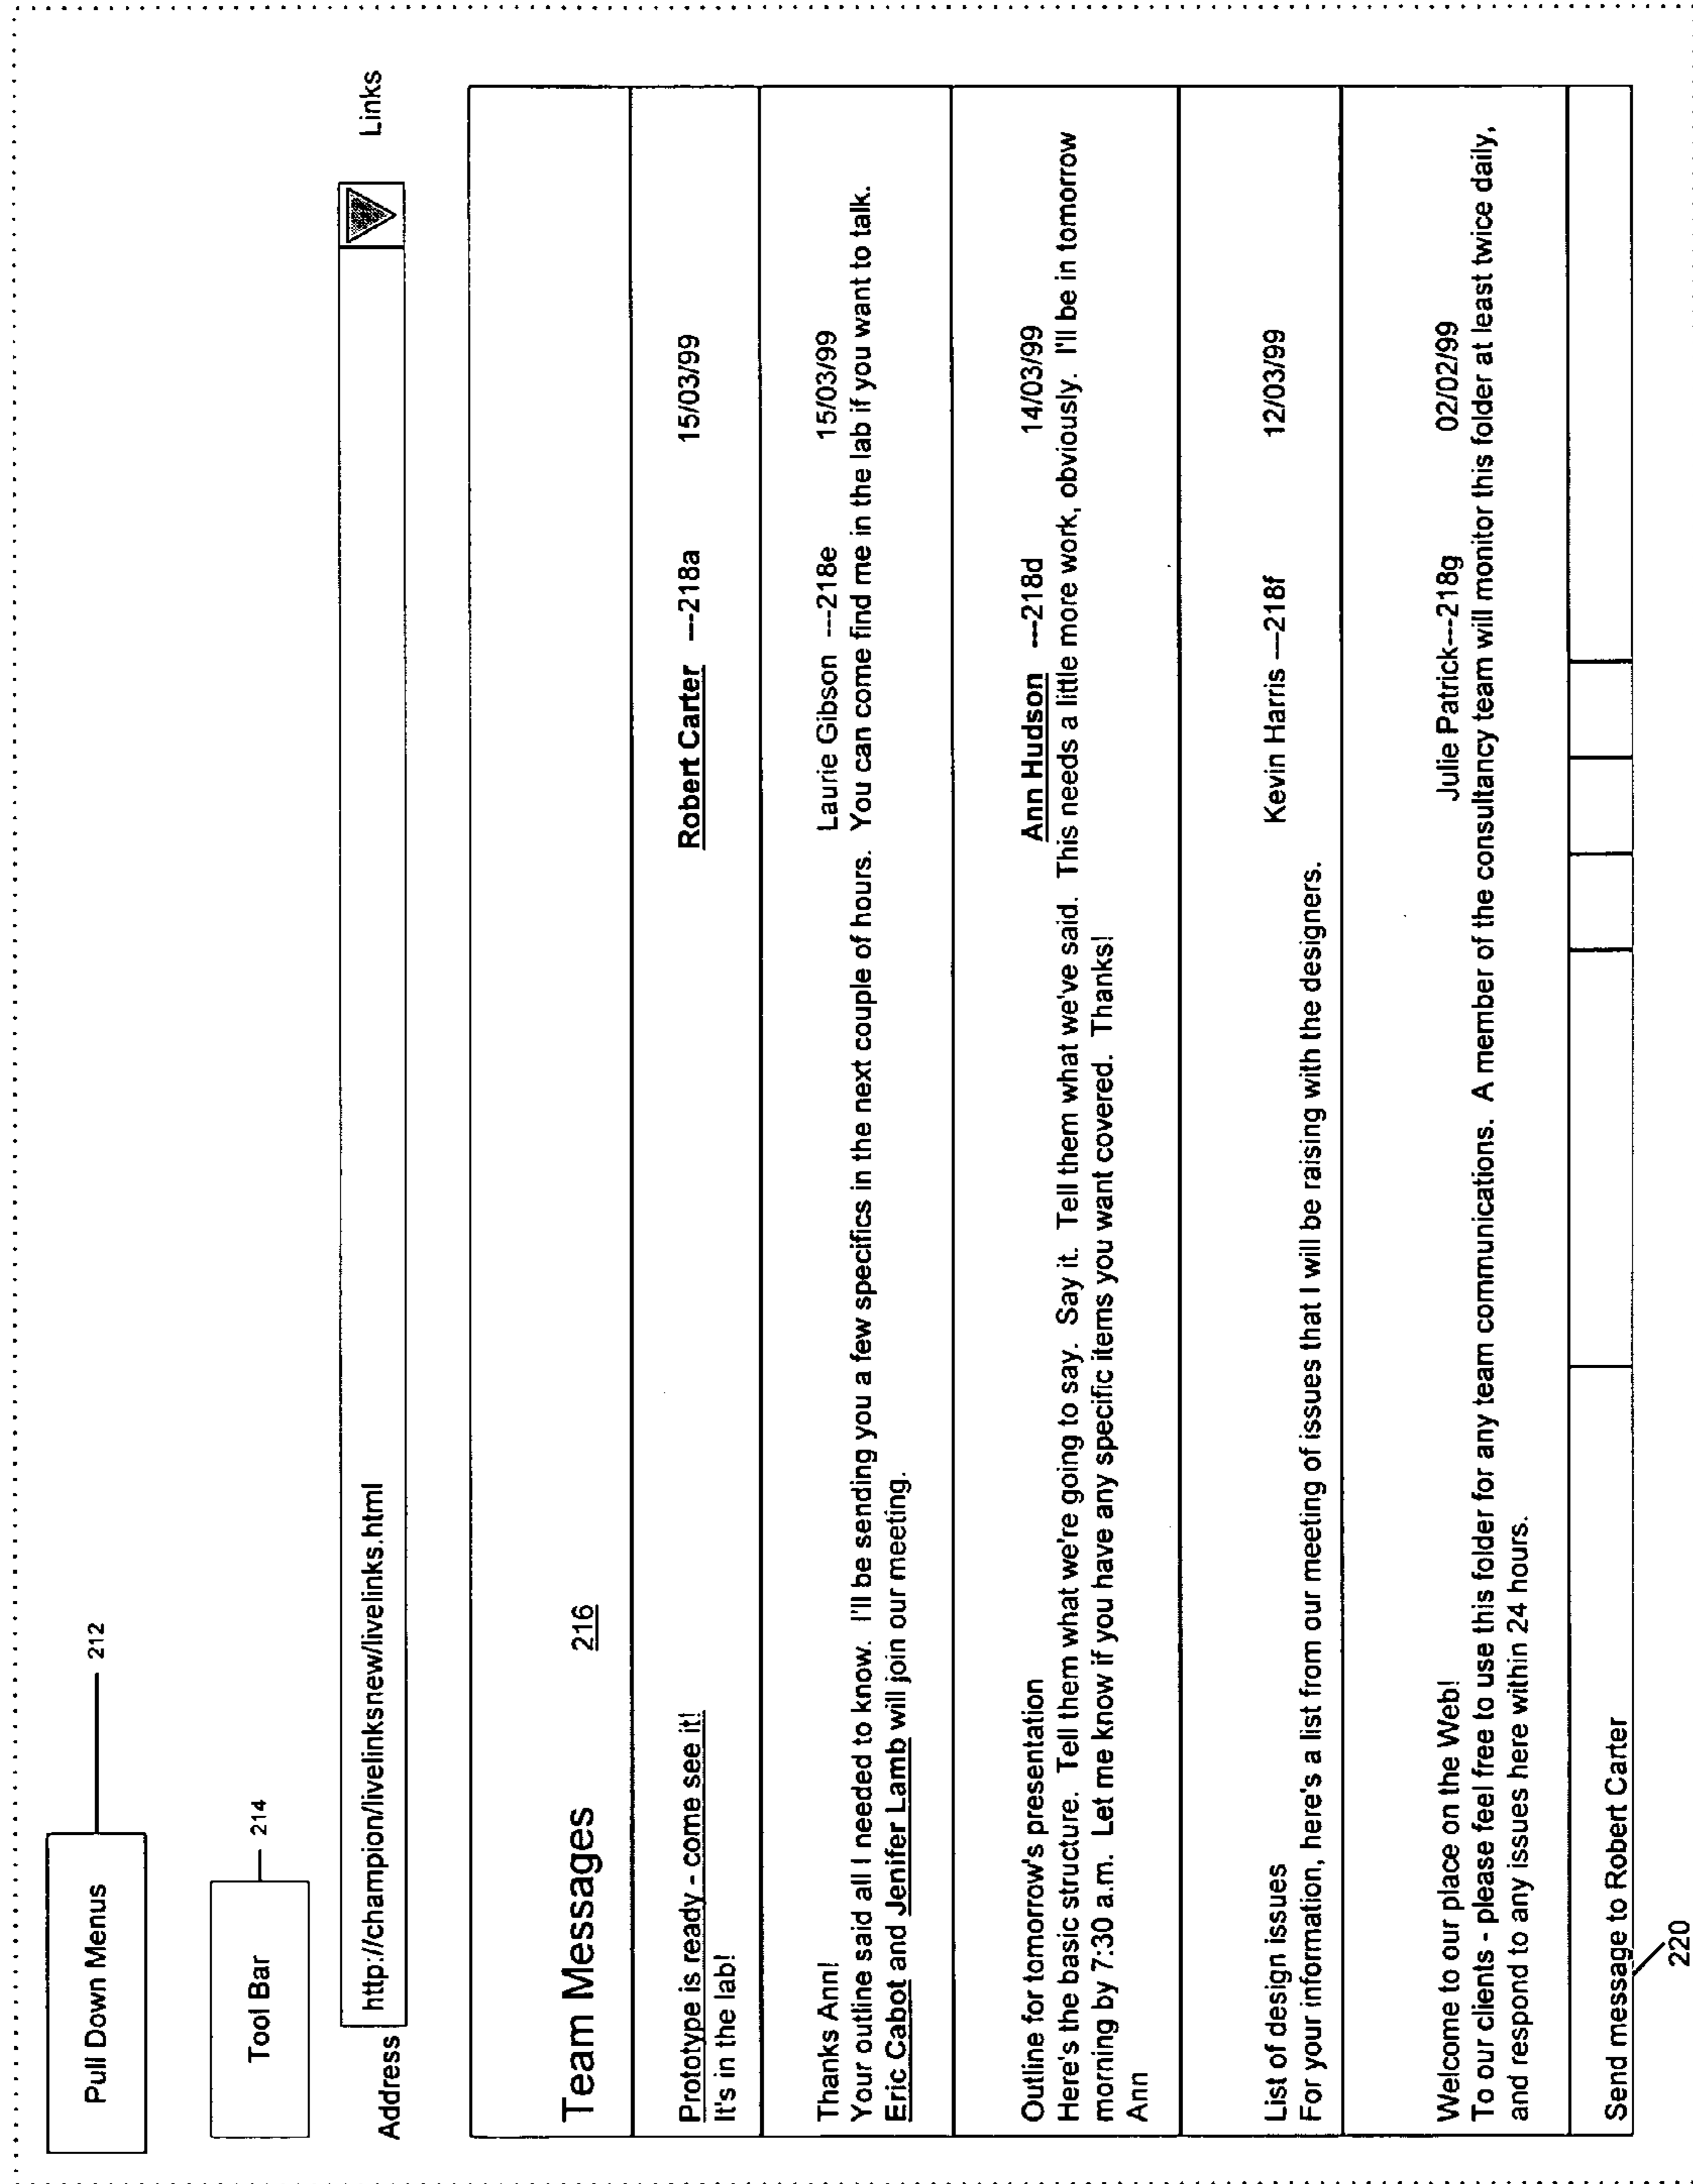 Pull Down Menus 212
Tool Bar 214
Address http://champion/livelinksnew/livelinks.html Links
Team Messages 216
Prototype is ready - come see it! Robert Carter ---218a 15/03/99
It's in the lab!
Thanks Ann! Laurie Gibson ---218e 15/03/99
Your outline said all I needed to know. I'll be sending you a few specifics in the next couple of hours. You can come find me in the lab if you want to talk.
Eric Cabot and Jenifer Lamb will join our meeting.
Outline for tomorrow's presentation Ann Hudson ---218d 14/03/99
Here's the basic structure. Tell them what we're going to say. Say it. Tell them what we've said. This needs a little more work, obviously. I'll be in tomorrow
morning by 7:30 a.m. Let me know if you have any specific items you want covered. Thanks!
Ann
List of design issues Kevin Harris ---218f 12/03/99
For your information, here's a list from our meeting of issues that I will be raising with the designers.
Welcome to our place on the Web! Julie Patrick---218g 02/02/99
To our clients - please feel free to use this folder for any team communications. A member of the consultancy team will monitor this folder at least twice daily,
and respond to any issues here within 24 hours.
Send message to Robert Carter
220